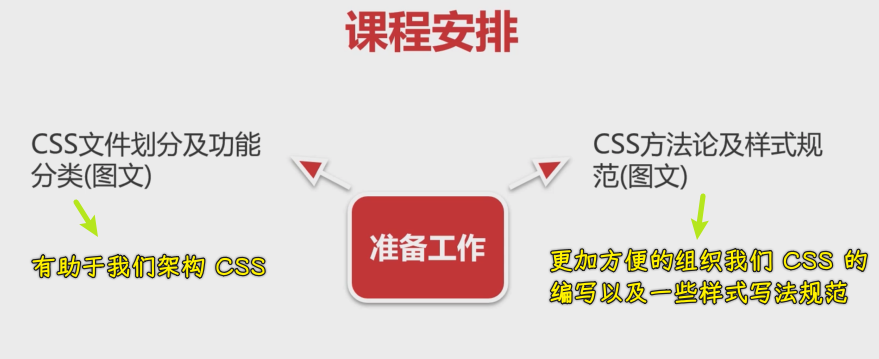 课程安排
CSS文件划分及功能
分类(图文)
有助于我们架构 CSS
准备工作
CSS方法论及样式规
范(图文)
更加方便的组织我们 CSS 的
编写以及一些样式写法规范